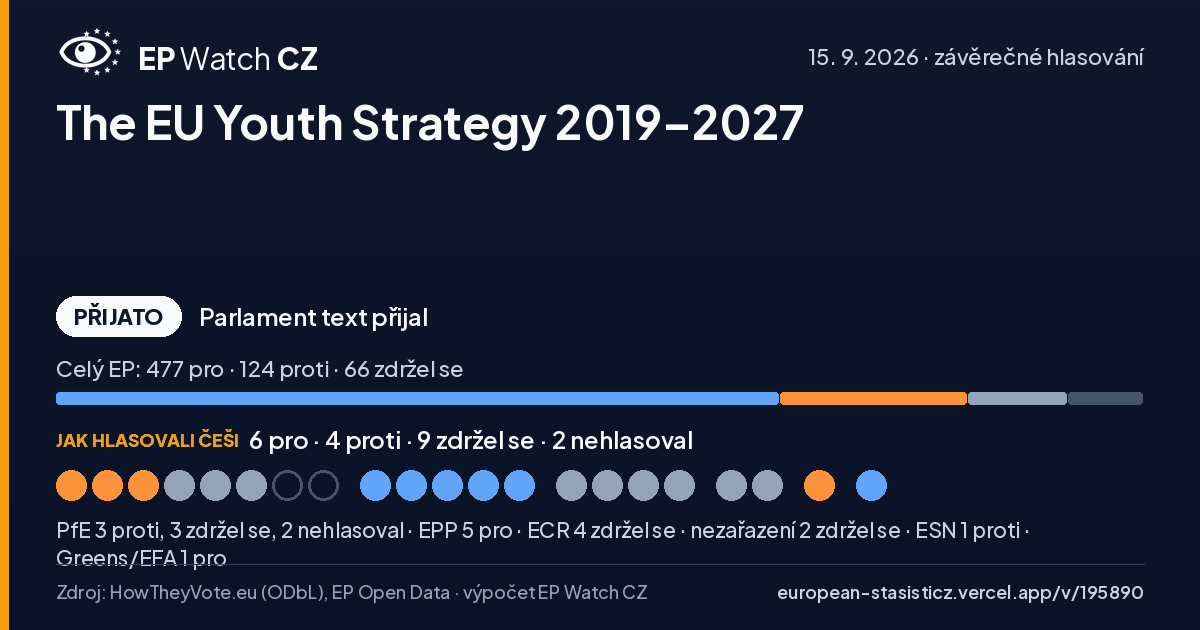 EP Watch CZ
15. 9. 2026 · závěrečné hlasování
The EU Youth Strategy 2019–2027
PŘIJATO Parlament text přijal
Celý EP: 477 pro · 124 proti · 66 zdržel se
JAK HLASOVALI ČEŠI 6 pro · 4 proti · 9 zdržel se · 2 nehlasoval
PfE 3 proti, 3 zdržel se, 2 nehlasoval · EPP 5 pro · ECR 4 zdržel se · nezařazení 2 zdržel se · ESN 1 proti ·
Greens/EFA 1 pro
Zdroj: HowTheyVote.eu (ODbL), EP Open Data · výpočet EP Watch CZ
european-stasisticz.vercel.app/v/195890